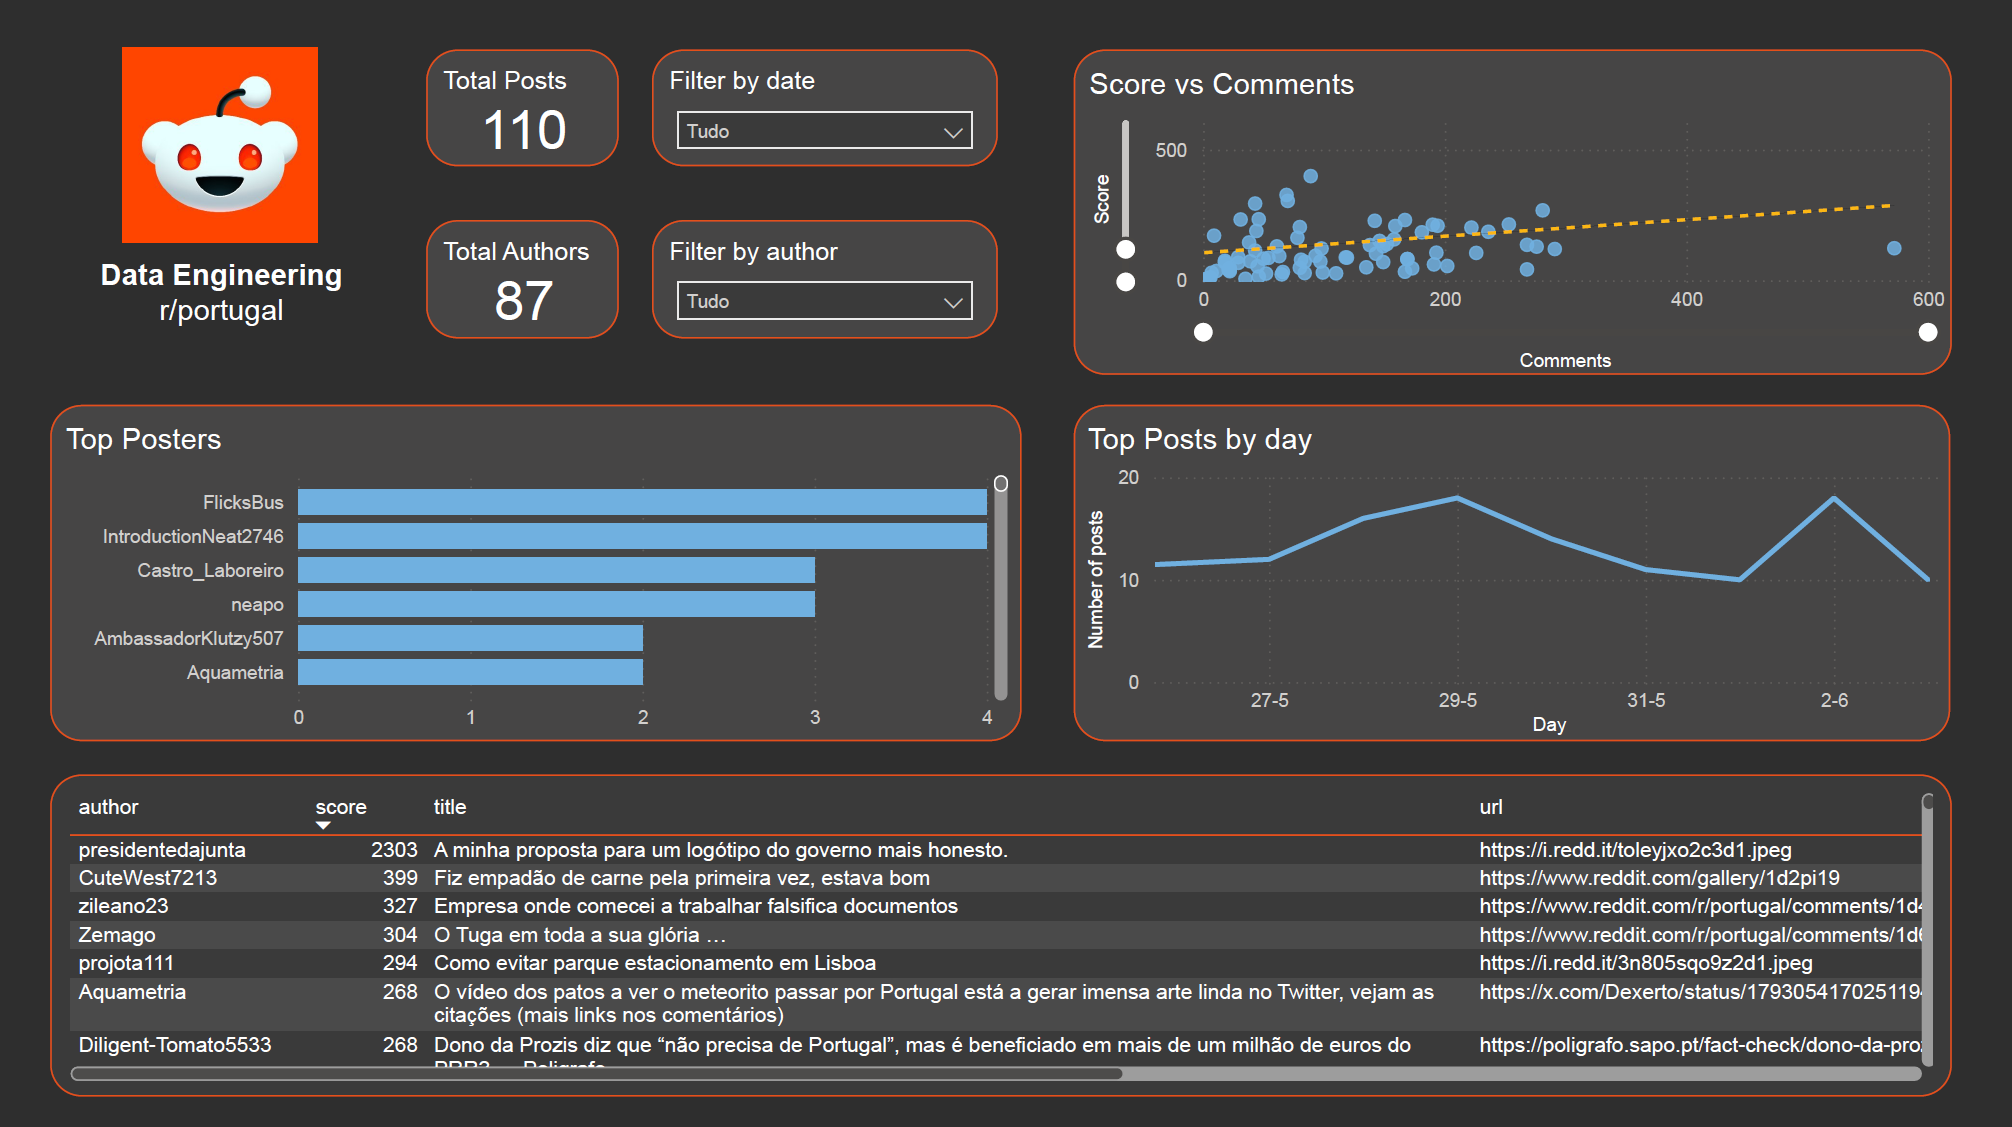 Data Engineering
r/portugal
Total Posts
110
Filter by date
Tudo
Total Authors
87
Filter by author
Tudo
Score vs Comments
Score
500
0
0 200 400 600
Comments
Top Posters
FlicksBus
IntroductionNeat2746
Castro_Laboreiro
neapo
AmbassadorKlutzy507
Aquametria
0 1 2 3 4
Top Posts by day
Number of posts
20
10
0
27-5 29-5 31-5 2-6
Day
author score title url
presidentedajunta 2303 A minha proposta para um logótipo do governo mais honesto. https://i.redd.it/toleyjxo2c3d1.jpeg
CuteWest7213 399 Fiz empadão de carne pela primeira vez, estava bom https://www.reddit.com/gallery/1d2pi19
zileano23 327 Empresa onde comecei a trabalhar falsifica documentos https://www.reddit.com/r/portugal/comments/1d4
Zemago 304 O Tuga em toda a sua glória … https://www.reddit.com/r/portugal/comments/1d6
projota111 294 Como evitar parque estacionamento em Lisboa https://i.redd.it/3n805sqo9z2d1.jpeg
Aquametria 268 O vídeo dos patos a ver o meteorito passar por Portugal está a gerar imensa arte linda no Twitter, vejam as https://x.com/Dexerto/status/179305417025119
citações (mais links nos comentários)
Diligent-Tomato5533 268 Dono da Prozis diz que “não precisa de Portugal”, mas é beneficiado em mais de um milhão de euros do https://poligrafo.sapo.pt/fact-check/dono-da-pro